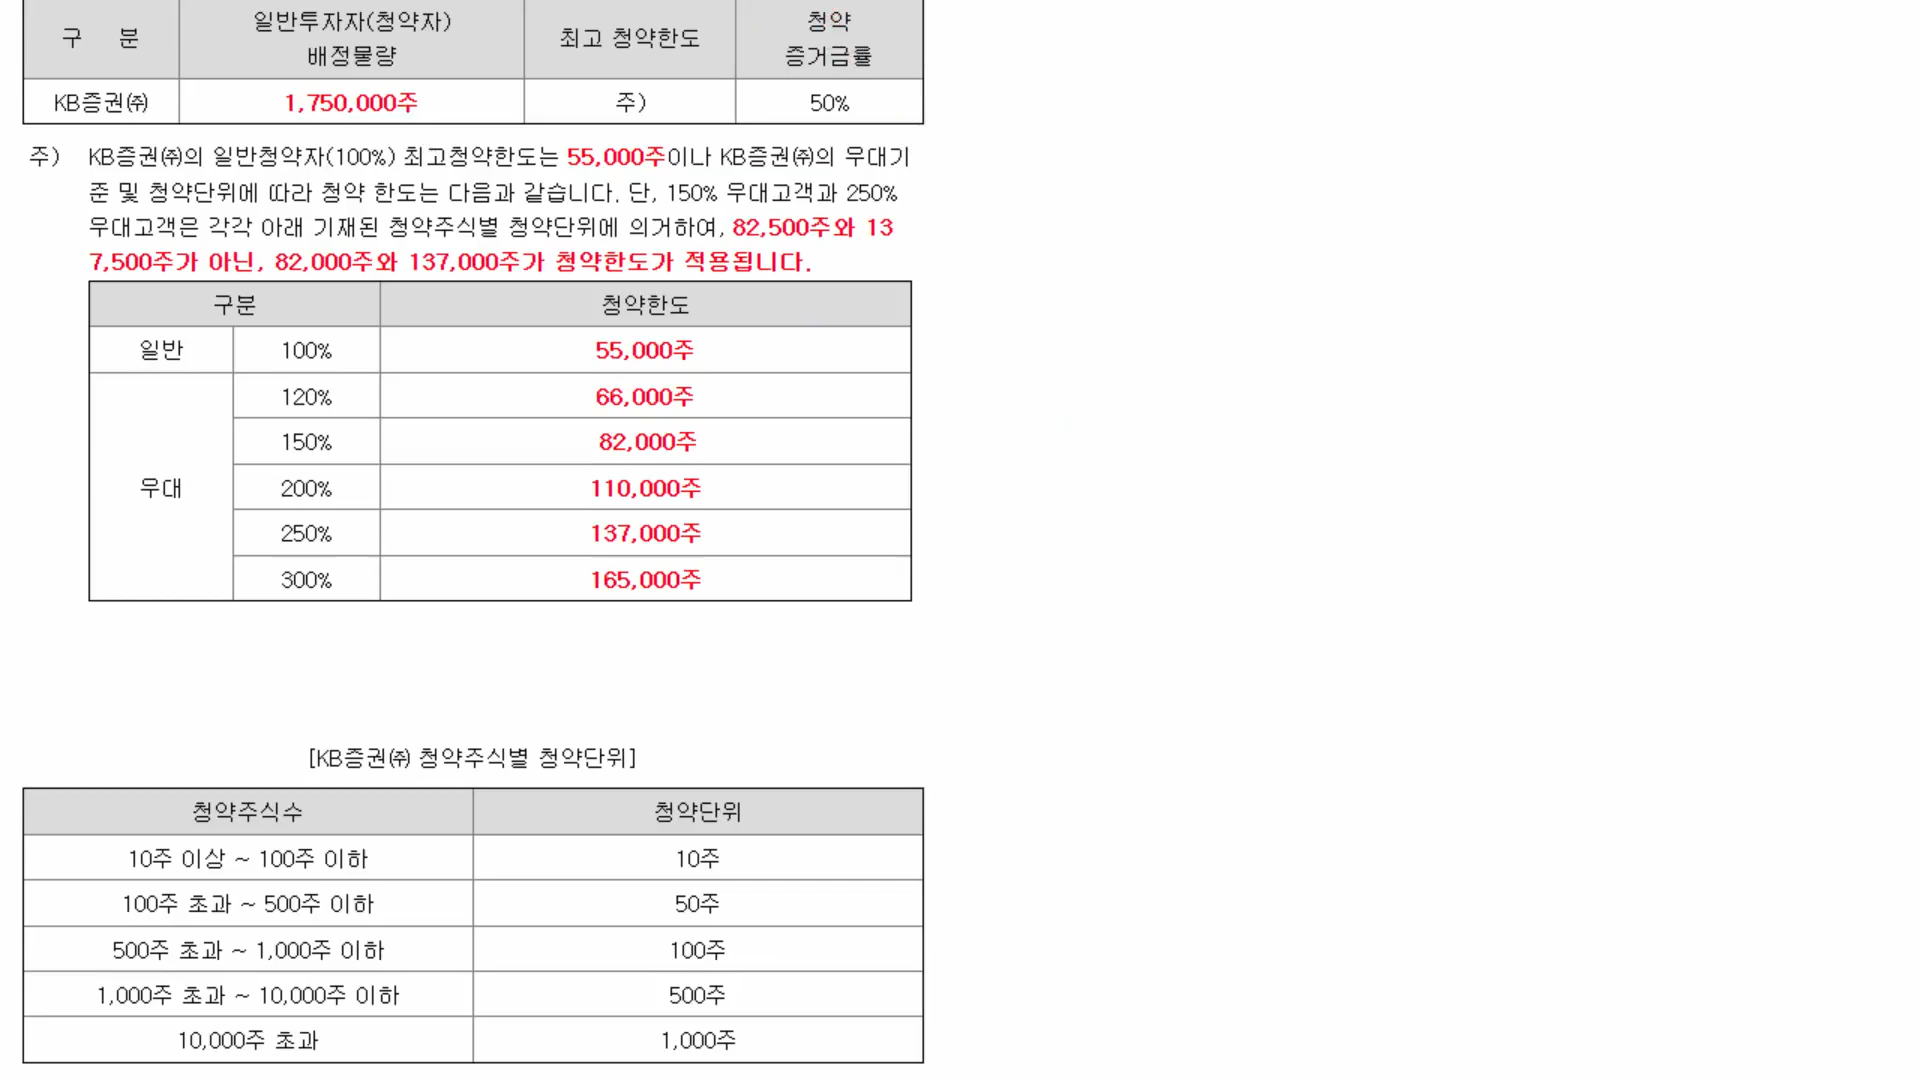 구 분 일반투자자(청약자) 배정물량 최고 청약한도 청약 증거금률
KB증권㈜ 1,750,000주 주) 50%
주) KB증권㈜의 일반청약자(100%) 최고청약한도는 55,000주이나 KB증권㈜의 우대기
준 및 청약단위에 따라 청약 한도는 다음과 같습니다. 단, 150% 우대고객과 250%
우대고객은 각각 아래 기재된 청약주식별 청약단위에 의거하여, 82,500주와 13
7,500주가 아닌, 82,000주와 137,000주가 청약한도가 적용됩니다.
구분 청약한도
일반 100% 55,000주
우대 120% 66,000주
150% 82,000주
200% 110,000주
250% 137,000주
300% 165,000주
[KB증권㈜ 청약주식별 청약단위]
청약주식수 청약단위
10주 이상 ~ 100주 이하 10주
100주 초과 ~ 500주 이하 50주
500주 초과 ~ 1,000주 이하 100주
1,000주 초과 ~ 10,000주 이하 500주
10,000주 초과 1,000주